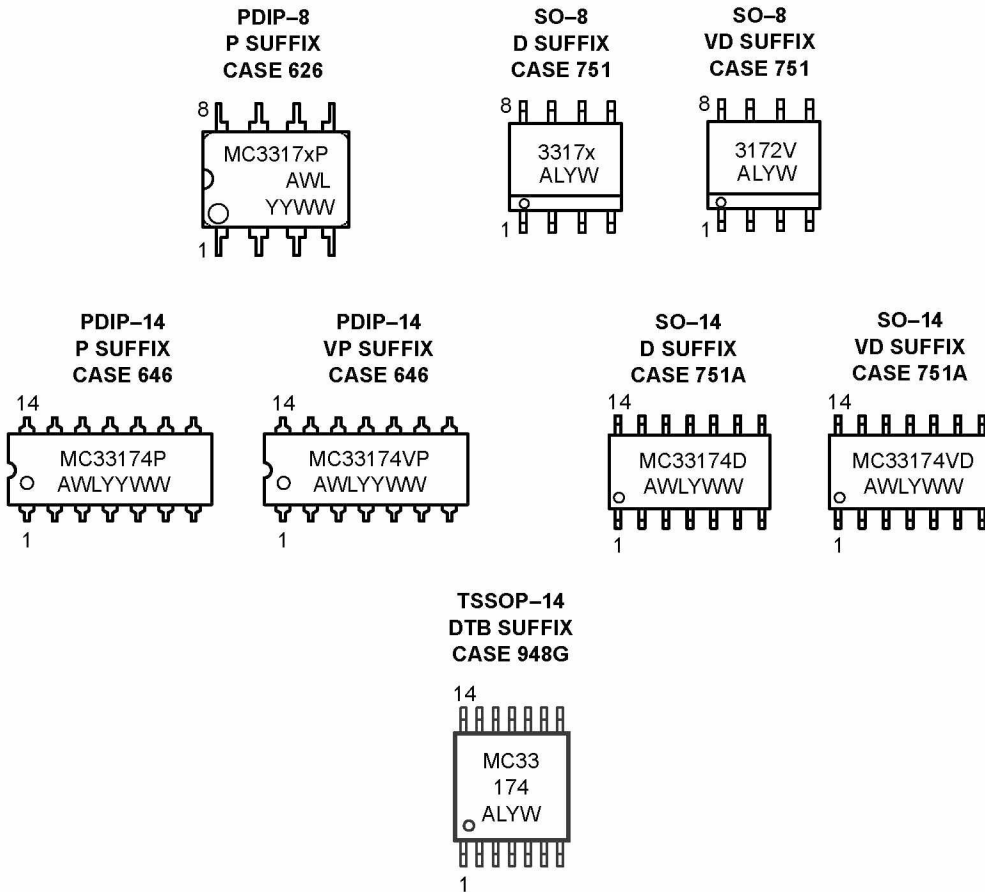 PDIP–8
P SUFFIX
CASE 626
8
MC3317xP
AWL
YYWW
1
SO–8
D SUFFIX
CASE 751
8
3317x
ALYW
1
SO–8
VD SUFFIX
CASE 751
8
3172V
ALYW
1
PDIP–14
P SUFFIX
CASE 646
14
MC33174P
AWLYYWW
1
PDIP–14
VP SUFFIX
CASE 646
14
MC33174VP
AWLYYWW
1
SO–14
D SUFFIX
CASE 751A
14
MC33174D
AWLYWW
1
SO–14
VD SUFFIX
CASE 751A
14
MC33174VD
AWLYWW
1
TSSOP–14
DTB SUFFIX
CASE 948G
14
MC33
174
ALYW
1